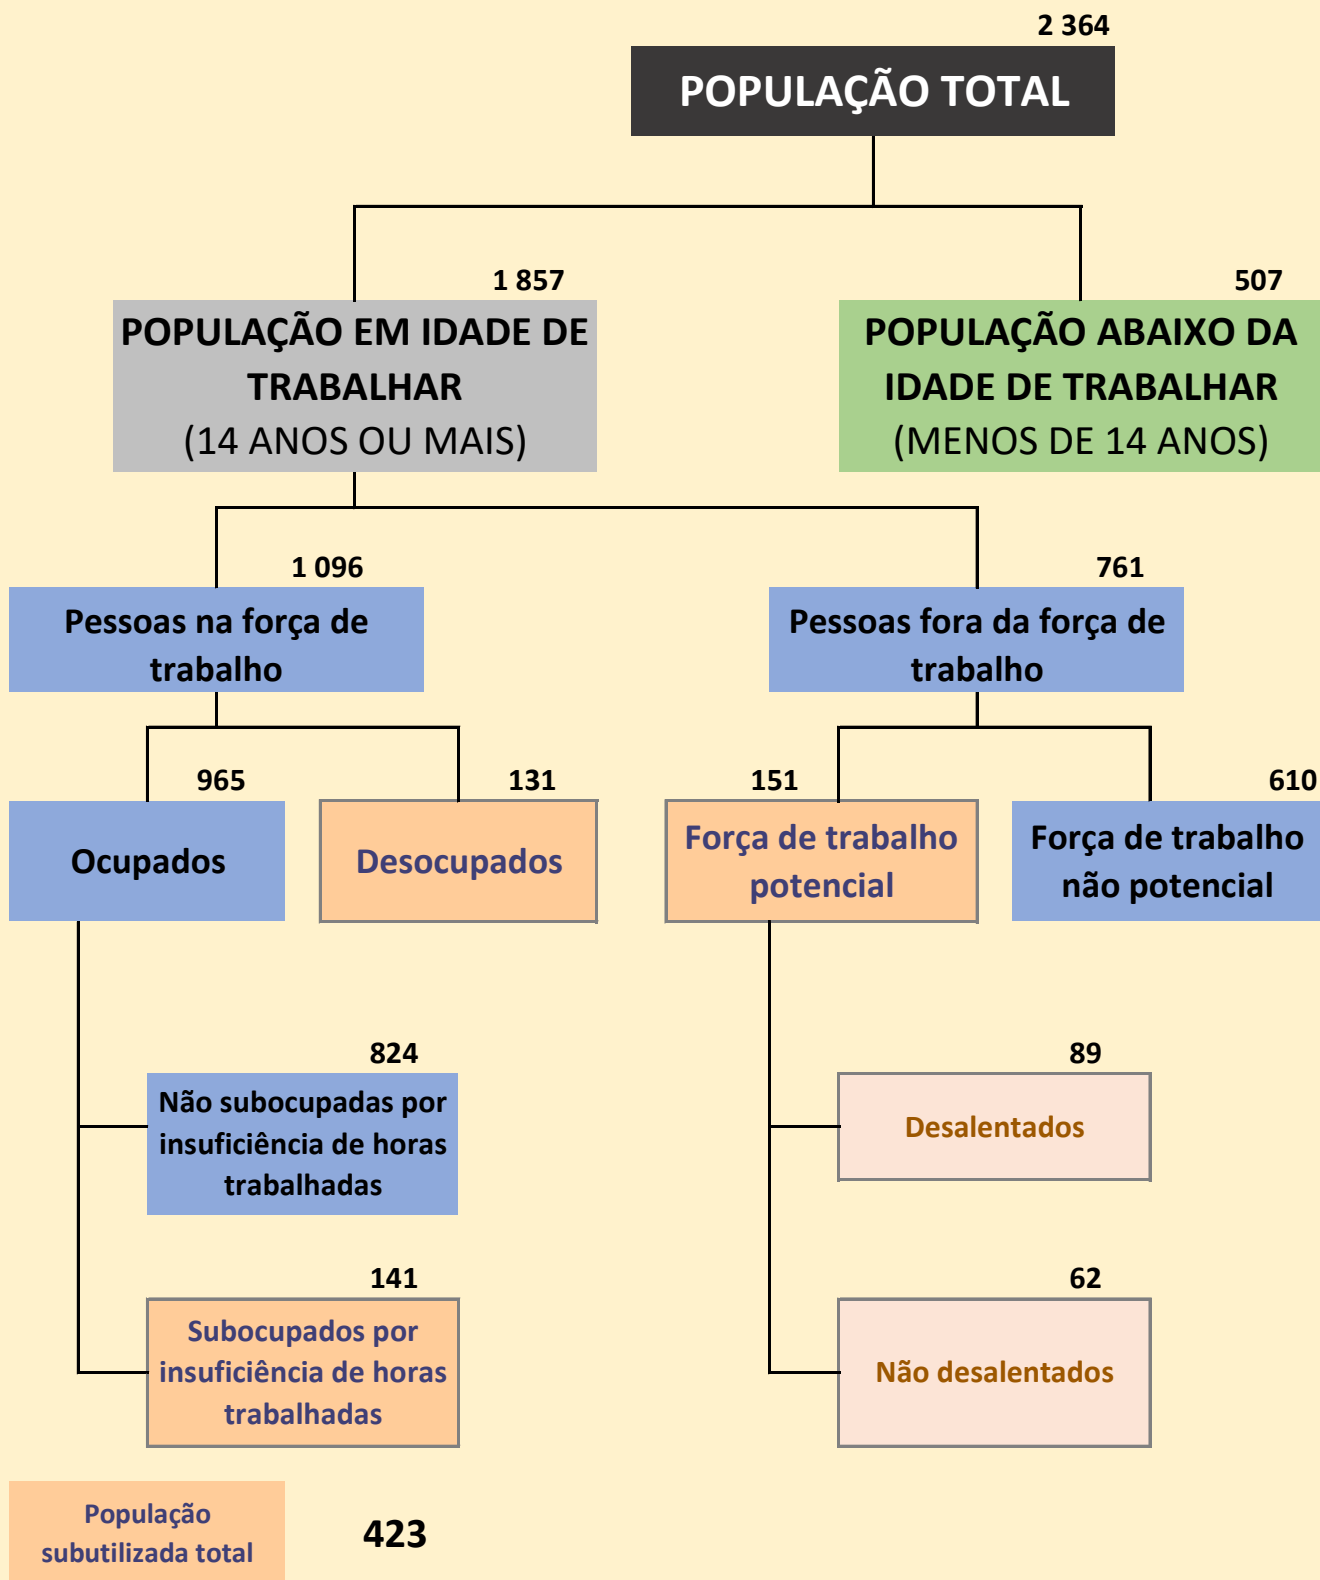 2 364
POPULAÇÃO TOTAL
1 857
POPULAÇÃO EM IDADE DE
TRABALHAR
(14 ANOS OU MAIS)
507
POPULAÇÃO ABAIXO DA
IDADE DE TRABALHAR
(MENOS DE 14 ANOS)
1 096
Pessoas na força de
trabalho
761
Pessoas fora da força de
trabalho
965
Ocupados
131
Desocupados
151
Força de trabalho
potencial
610
Força de trabalho
não potencial
824
Não subocupadas por
insuficiência de horas
trabalhadas
89
Desalentados
141
Subocupados por
insuficiência de horas
trabalhadas
62
Não desalentados
População
subutilizada total
423